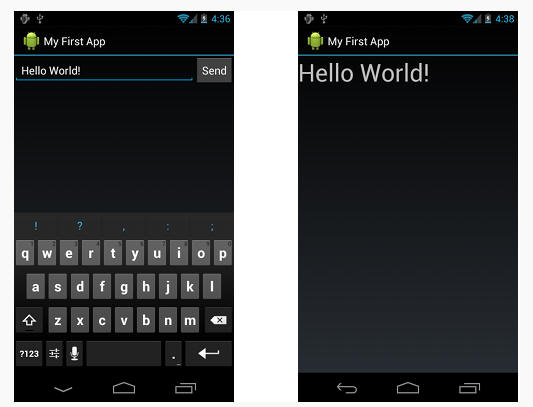 4:36
My First App
Hello World!
Send
! ? , : ;
q w e r t y u i o p
a s d f g h j k l
z x c v b n m
?123 .
4:38
My First App
Hello World!